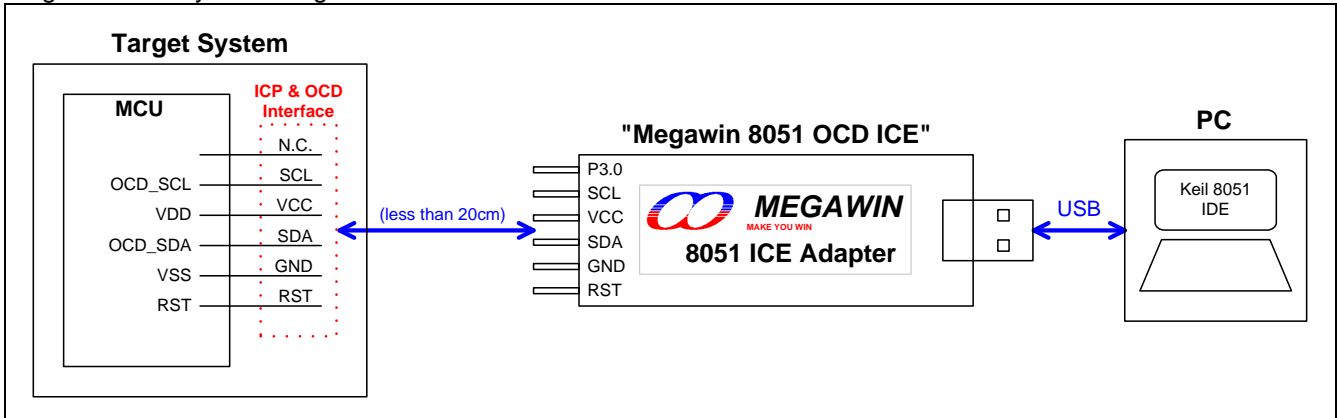 Target System
MCU
ICP & OCD
Interface
N.C.
OCD_SCL
SCL
VDD
VCC
OCD_SDA
SDA
VSS
GND
RST
RST
(less than 20cm)
"Megawin 8051 OCD ICE"
P3.0
SCL
VCC
SDA
GND
RST
MEGAWIN
MAKE YOU WIN
8051 ICE Adapter
USB
PC
Keil 8051
IDE